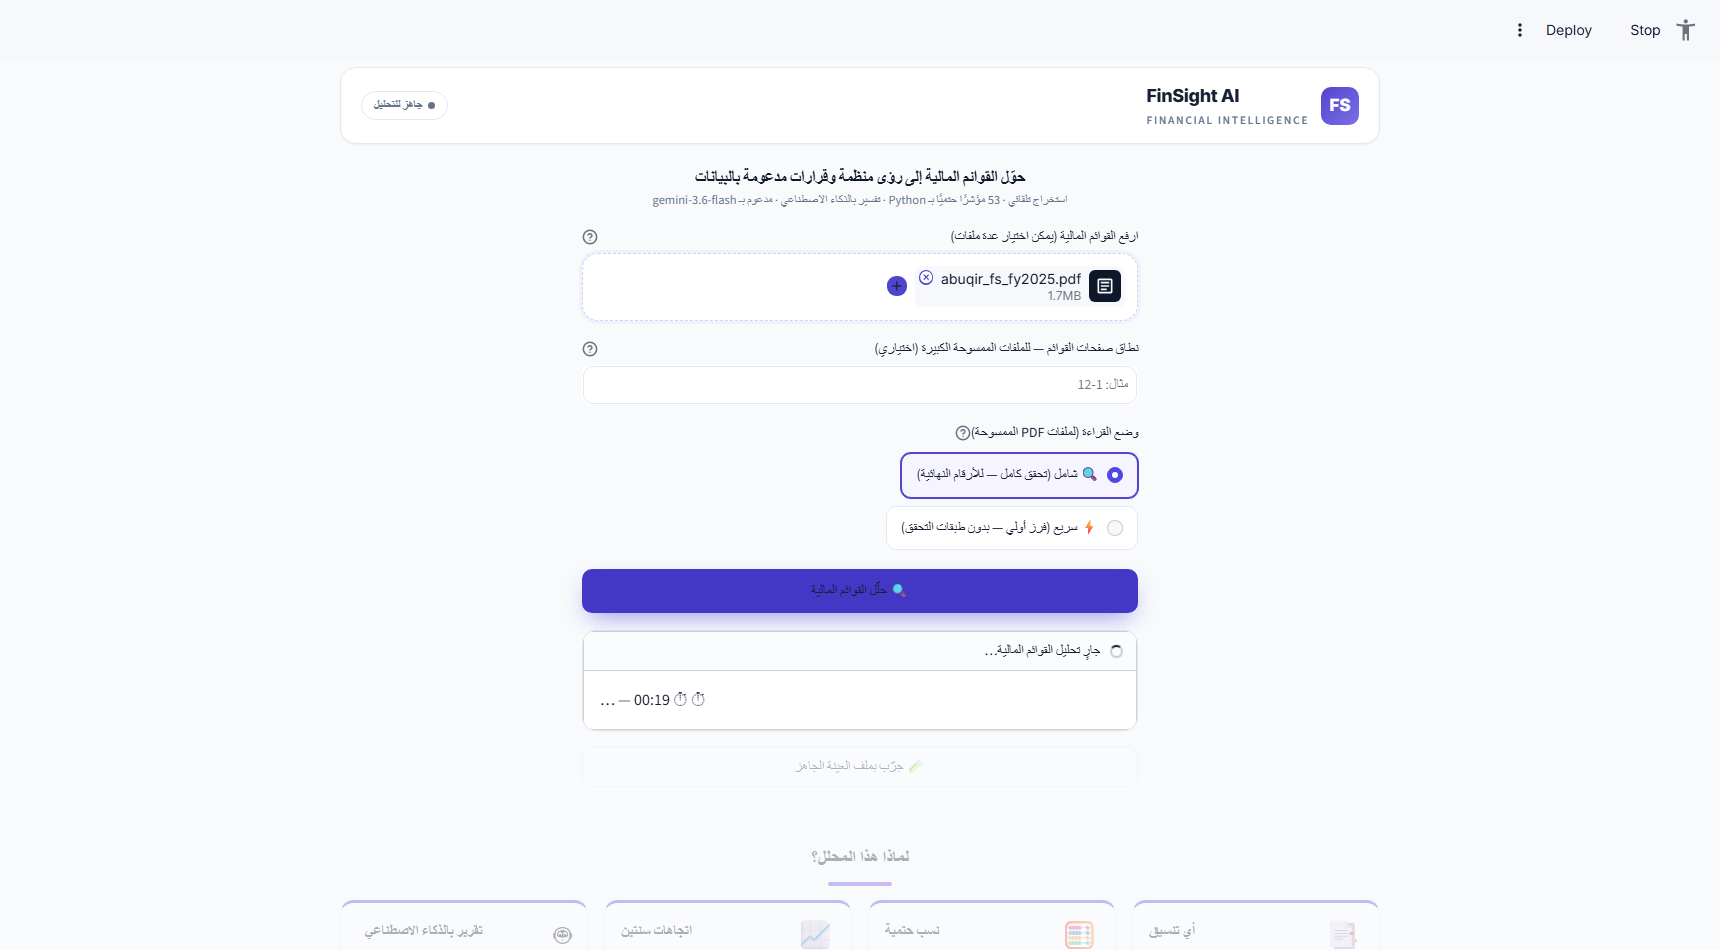 Deploy
Stop
FS
FinSight AI
FINANCIAL INTELLIGENCE
جاهز للتحليل
حوّل القوائم المالية إلى رؤى منظمة وقرارات مدعومة بالبيانات
استخراج تلقائي · 53 مؤشرًا حتميًا بـ Python · تفسير بالذكاء الاصطناعي · مدعوم بـ gemini-3.6-flash
ارفع القوائم المالية (يمكن اختيار عدة ملفات)
abuqir_fs_fy2025.pdf
1.7MB
نطاق صفحات القوائم — للملفات الممسوحة الكبيرة (اختياري)
مثال: 1-12
وضع القراءة (لملفات PDF الممسوحة)
🔍 شامل (تحقق كامل — للأرقام النهائية)
⚡ سريع (فرز أولي — بدون طبقات التحقق)
🔍 حلّل القوائم المالية
جارٍ تحليل القوائم المالية...
... — 00:19 ⏱ ⏱
🧪 جرّب بملف العينة الجاهز
لماذا هذا المحلل؟
أي تنسيق
نسب حتمية
اتجاهات سنتين
تقرير بالذكاء الاصطناعي